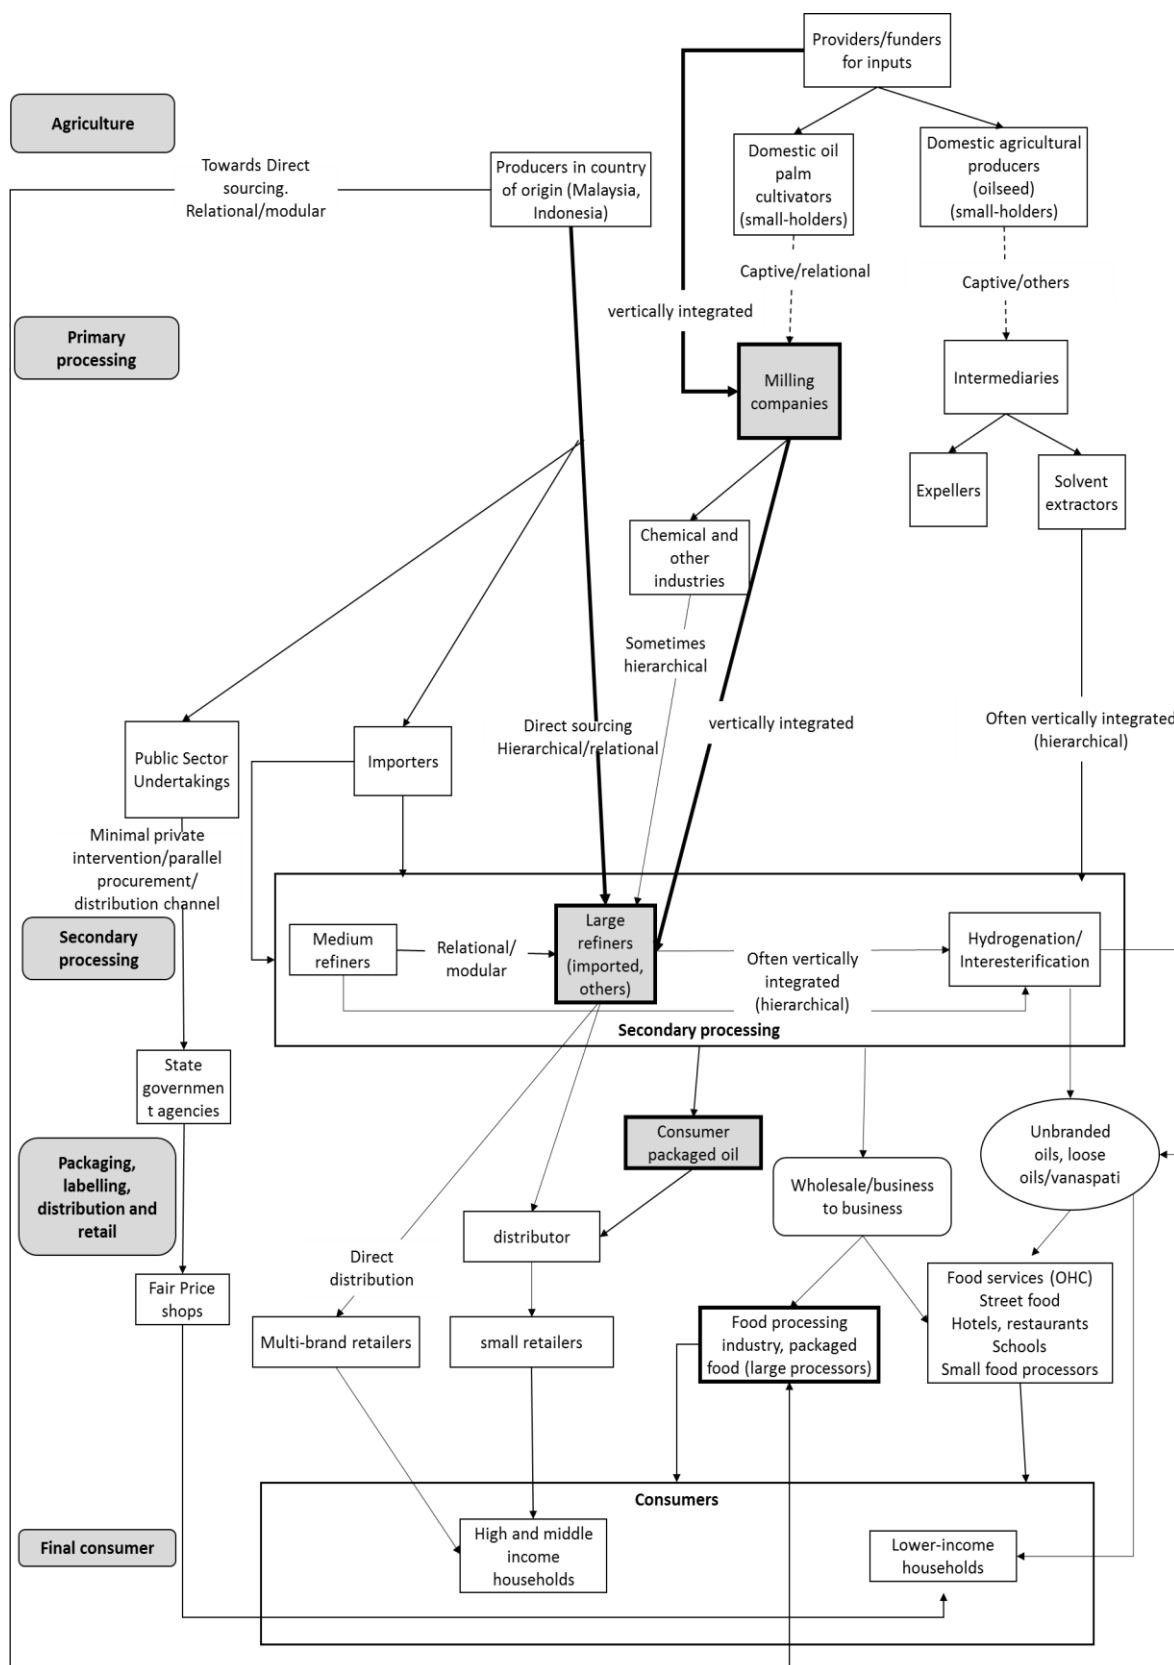 Providers/funders
for inputs
Agriculture
Towards Direct
sourcing.
Relational/modular
Producers in country
of origin (Malaysia,
Indonesia)
Domestic oil
palm
cultivators
(small-holders)
Domestic agricultural
producers
(oilseed)
(small-holders)
Captive/relational
Captive/others
vertically integrated
Primary
processing
Milling
companies
Intermediaries
Expellers
Solvent
extractors
Chemical and
other
industries
Sometimes
hierarchical
Direct sourcing
Hierarchical/relational
vertically integrated
Often vertically integrated
(hierarchical)
Public Sector
Undertakings
Importers
Minimal private
intervention/parallel
procurement/
distribution channel
Secondary
processing
Medium
refiners
Relational/
modular
Large
refiners
(imported,
others)
Often vertically
integrated
(hierarchical)
Hydrogenation/
Interesterification
Secondary processing
State
governmen
t agencies
Packaging,
labelling,
distribution and
retail
Consumer
packaged oil
Wholesale/business
to business
Unbranded
oils, loose
oils/vanaspati
distributor
Direct
distribution
Fair Price
shops
Multi-brand retailers
small retailers
Food processing
industry, packaged
food (large processors)
Food services (OHC)
Street food
Hotels, restaurants
Schools
Small food processors
Consumers
Final consumer
High and middle
income
households
Lower-income
households